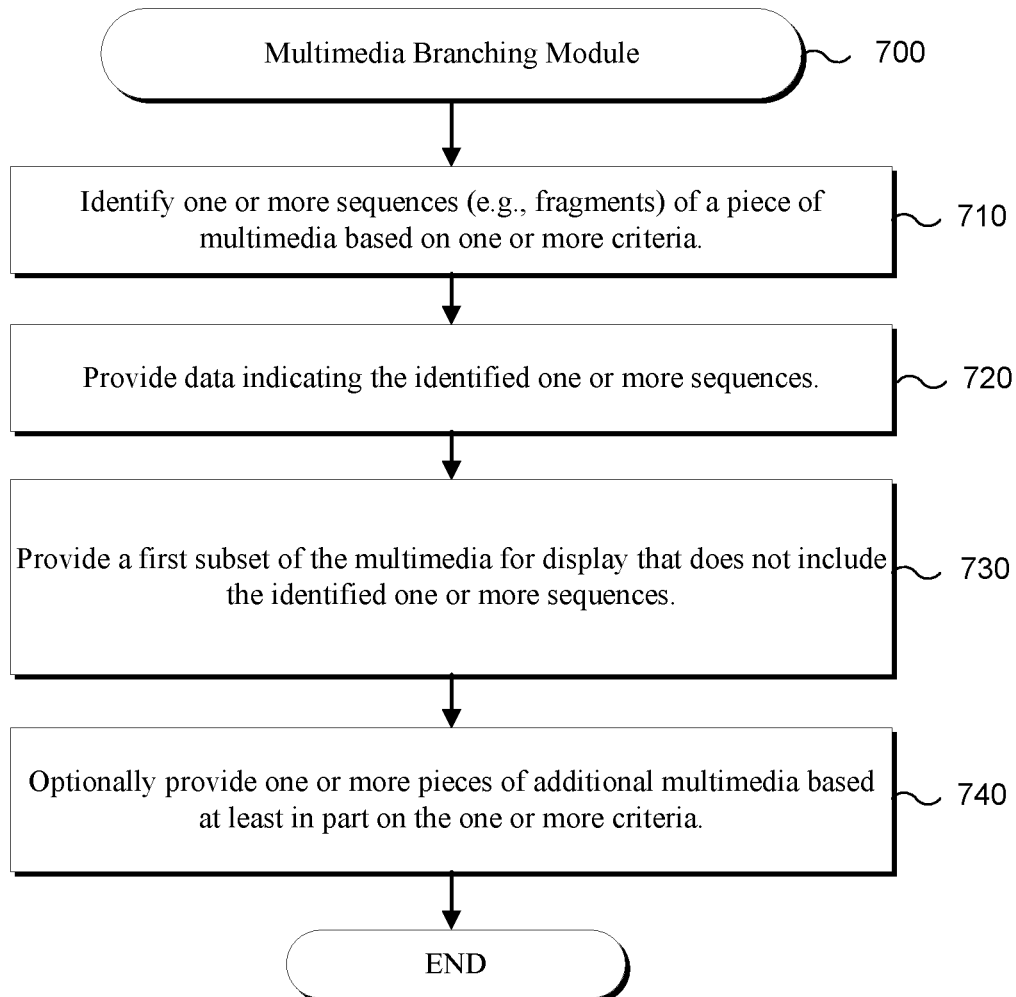 Multimedia Branching Module
700
Identify one or more sequences (e.g., fragments) of a piece of
multimedia based on one or more criteria.
710
Provide data indicating the identified one or more sequences.
720
Provide a first subset of the multimedia for display that does not include
the identified one or more sequences.
730
Optionally provide one or more pieces of additional multimedia based
at least in part on the one or more criteria.
740
END